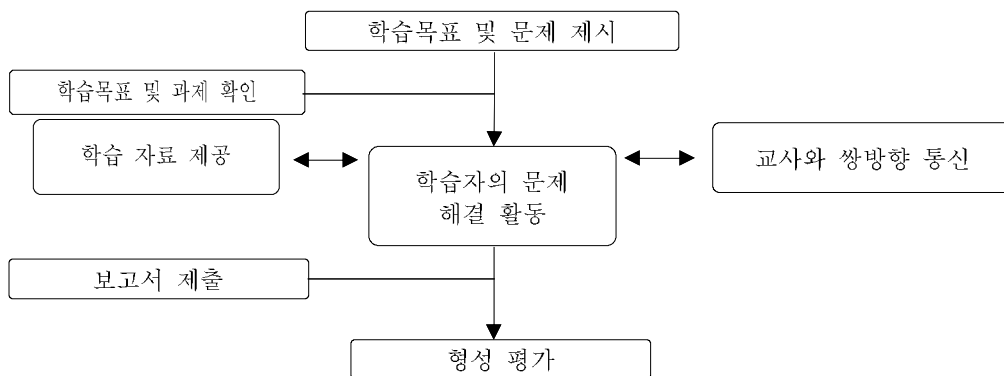 학습목표 및 문제 제시
학습목표 및 과제 확인
학습 자료 제공
학습자의 문제
해결 활동
교사와 쌍방향 통신
보고서 제출
형성 평가